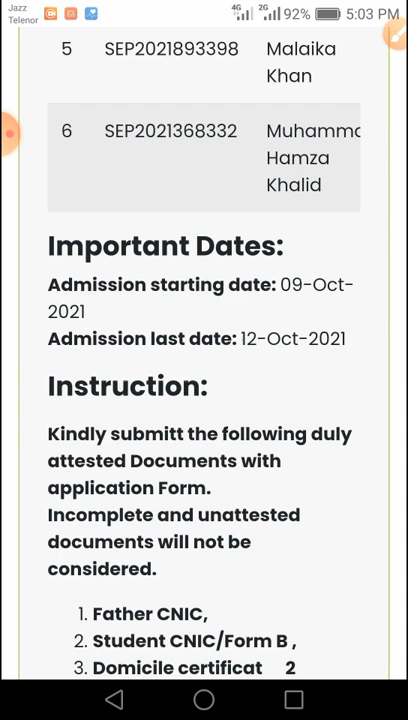 Jazz 4G 2G 92% 5:03 PM
Telenor
5 SEP2021893398 Malaika
Khan
6 SEP2021368332 Muhamma
Hamza
Khalid
Important Dates:
Admission starting date: 09-Oct-
2021
Admission last date: 12-Oct-2021
Instruction:
Kindly submitt the following duly
attested Documents with
application Form.
Incomplete and unattested
documents will not be
considered.
1. Father CNIC,
2. Student CNIC/Form B ,
3. Domicile certificat 2